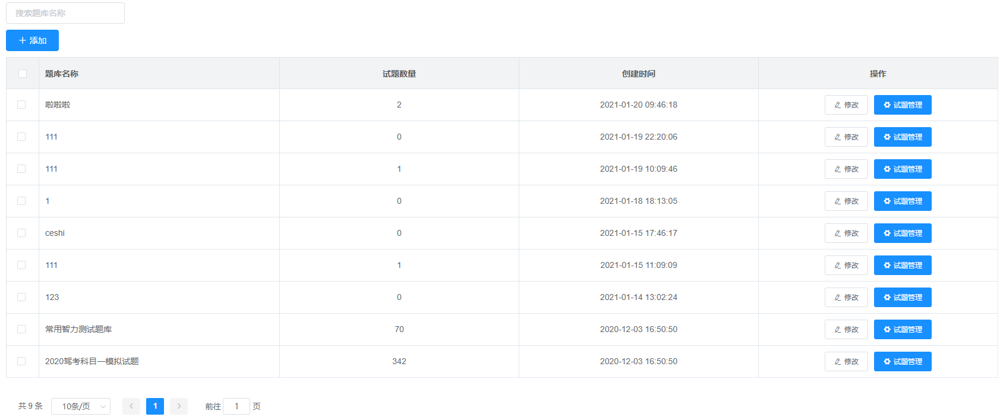 搜索题库名称
添加
题库名称 试题数量 创建时间 操作
啦啦啦 2 2021-01-20 09:46:18 修改 试题管理
111 0 2021-01-19 22:20:06 修改 试题管理
111 1 2021-01-19 10:09:46 修改 试题管理
1 0 2021-01-18 18:13:05 修改 试题管理
ceshi 0 2021-01-15 17:46:17 修改 试题管理
111 1 2021-01-15 11:09:09 修改 试题管理
123 0 2021-01-14 13:02:24 修改 试题管理
常用智力测试题库 70 2020-12-03 16:50:50 修改 试题管理
2020驾考科目一模拟试题 342 2020-12-03 16:50:50 修改 试题管理
共 9 条 10条/页 1 前往 1 页